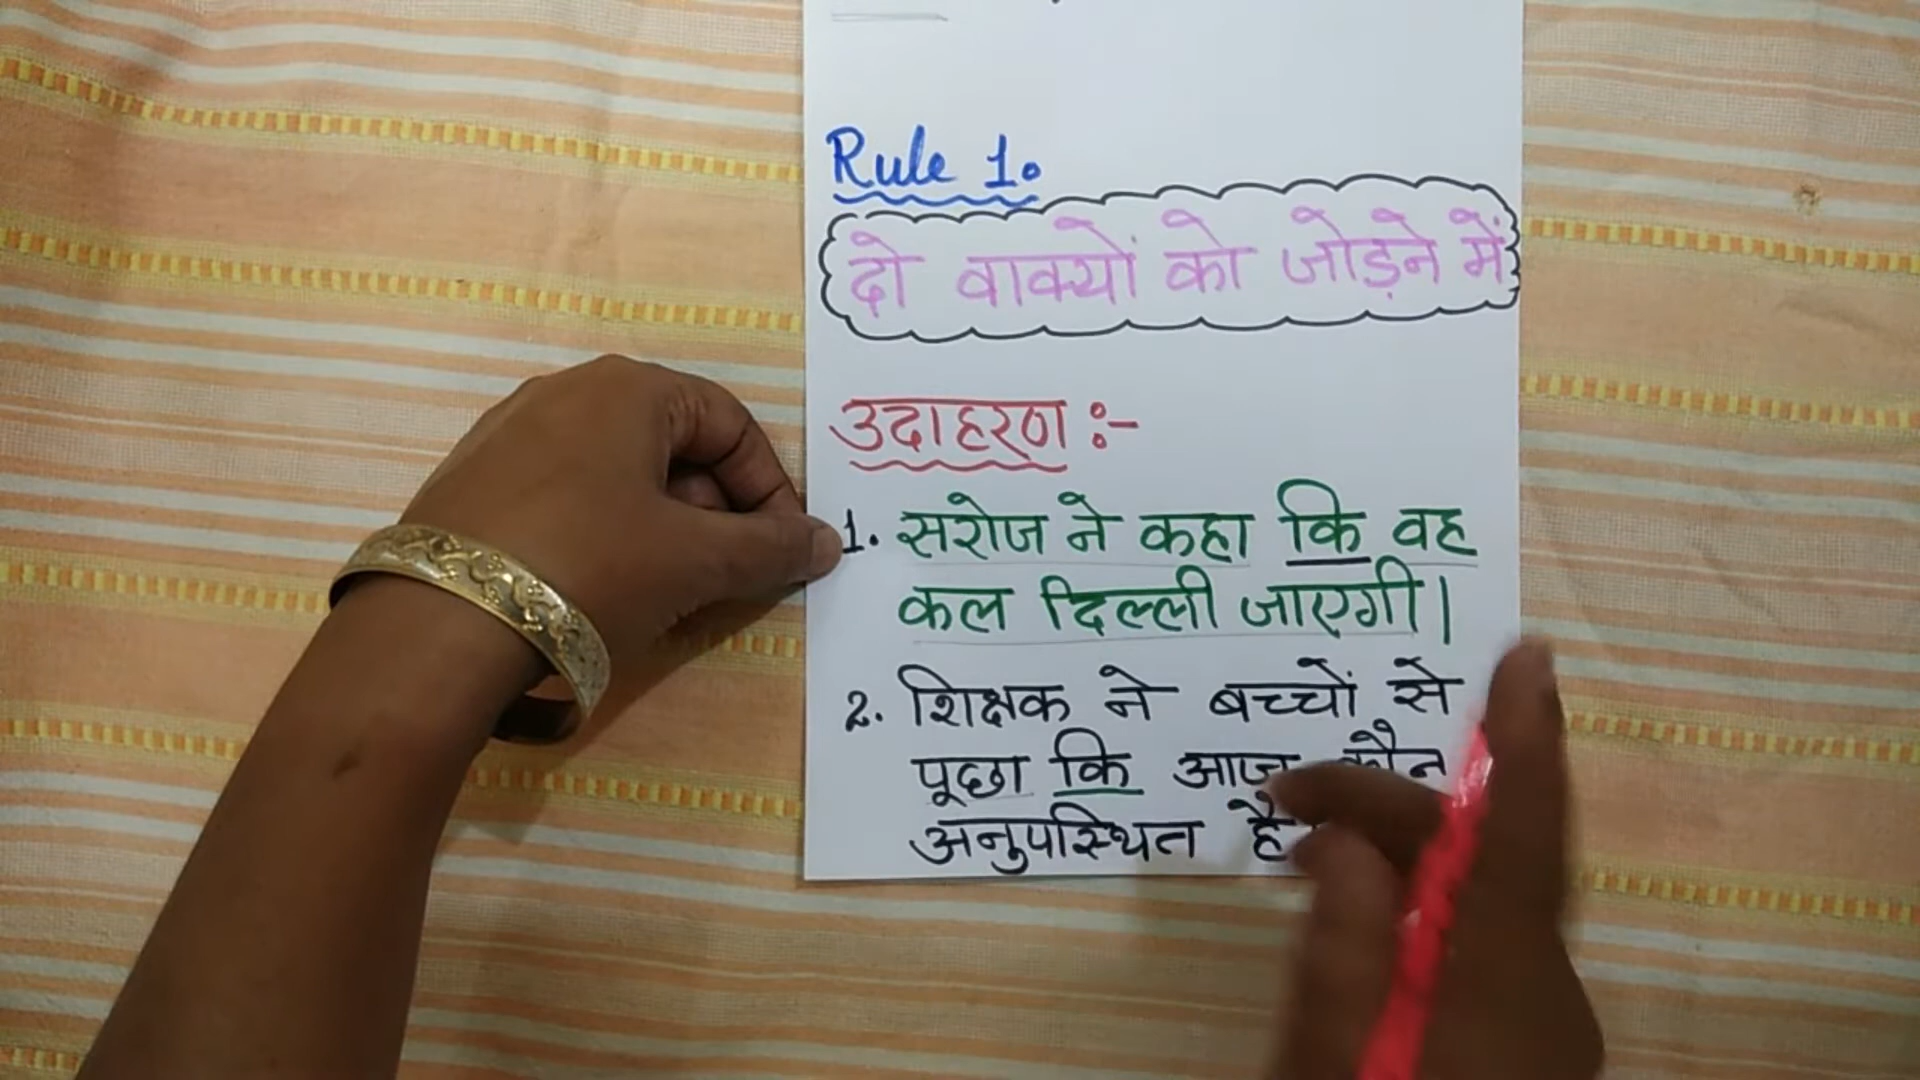 Rule 1.
दो वाक्यों को जोड़ने में
उदाहरण :-
1. सरोज ने कहा कि वह
कल दिल्ली जाएगी।
2. शिक्षक ने बच्चों से
पूछा कि आज कौन
अनुपस्थित है